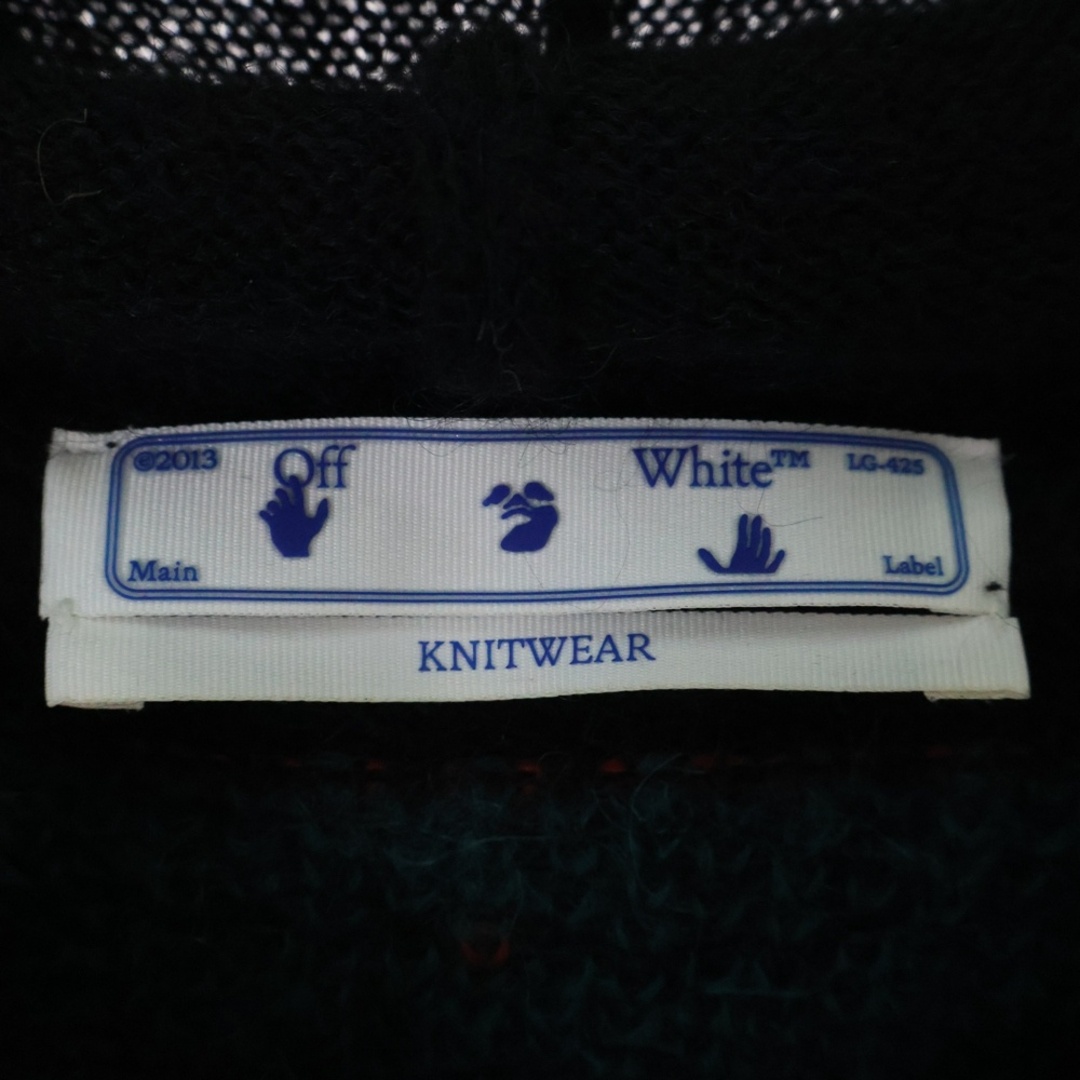 ©2013 Off White™ LG-425
Main Label
KNITWEAR